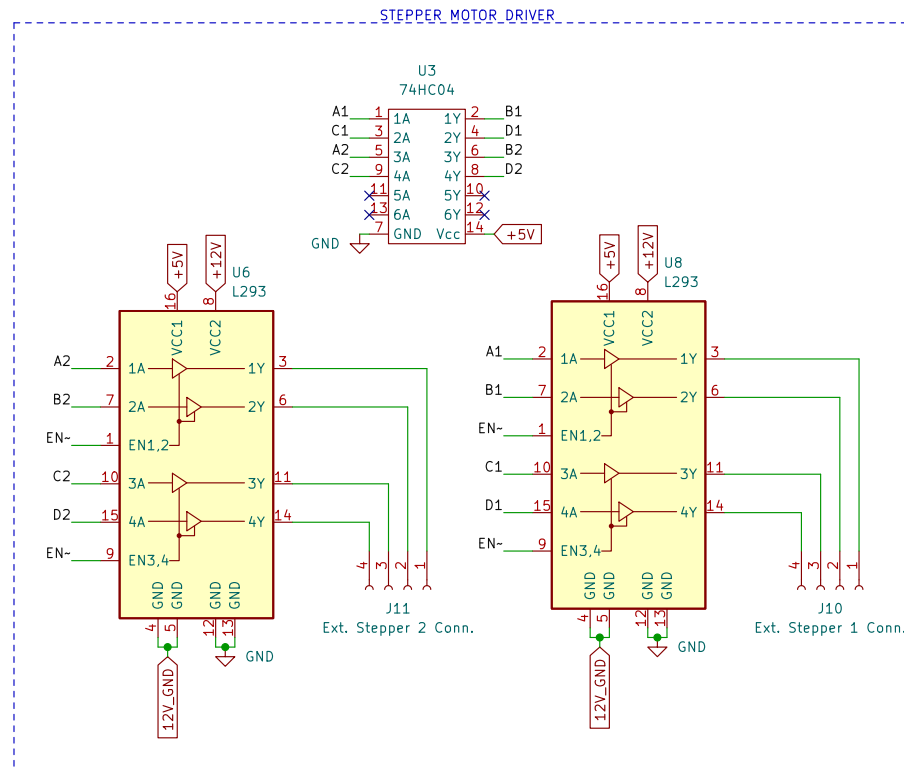 STEPPER MOTOR DRIVER
U3
74HC04
A1 1 1A 1Y 2 B1
C1 3 2A 2Y 4 D1
A2 5 3A 3Y 6 B2
C2 9 4A 4Y 8 D2
11 5A 5Y 10
13 6A 6Y 12
GND 7 GND Vcc 14 +5V
+5V +12V U6
L293
16 8
VCC1 VCC2
A2 2 1A 1Y 3
B2 7 2A 2Y 6
EN~ 1 EN1,2
C2 10 3A 3Y 11
D2 15 4A 4Y 14
EN~ 9 EN3,4
GND GND GND GND
4 5 12 13
12V_GND
GND
4 3 2 1
J11
Ext. Stepper 2 Conn.
+5V +12V U8
L293
16 8
VCC1 VCC2
A1 2 1A 1Y 3
B1 7 2A 2Y 6
EN~ 1 EN1,2
C1 10 3A 3Y 11
D1 15 4A 4Y 14
EN~ 9 EN3,4
GND GND GND GND
4 5 12 13
12V_GND
GND
4 3 2 1
J10
Ext. Stepper 1 Conn.